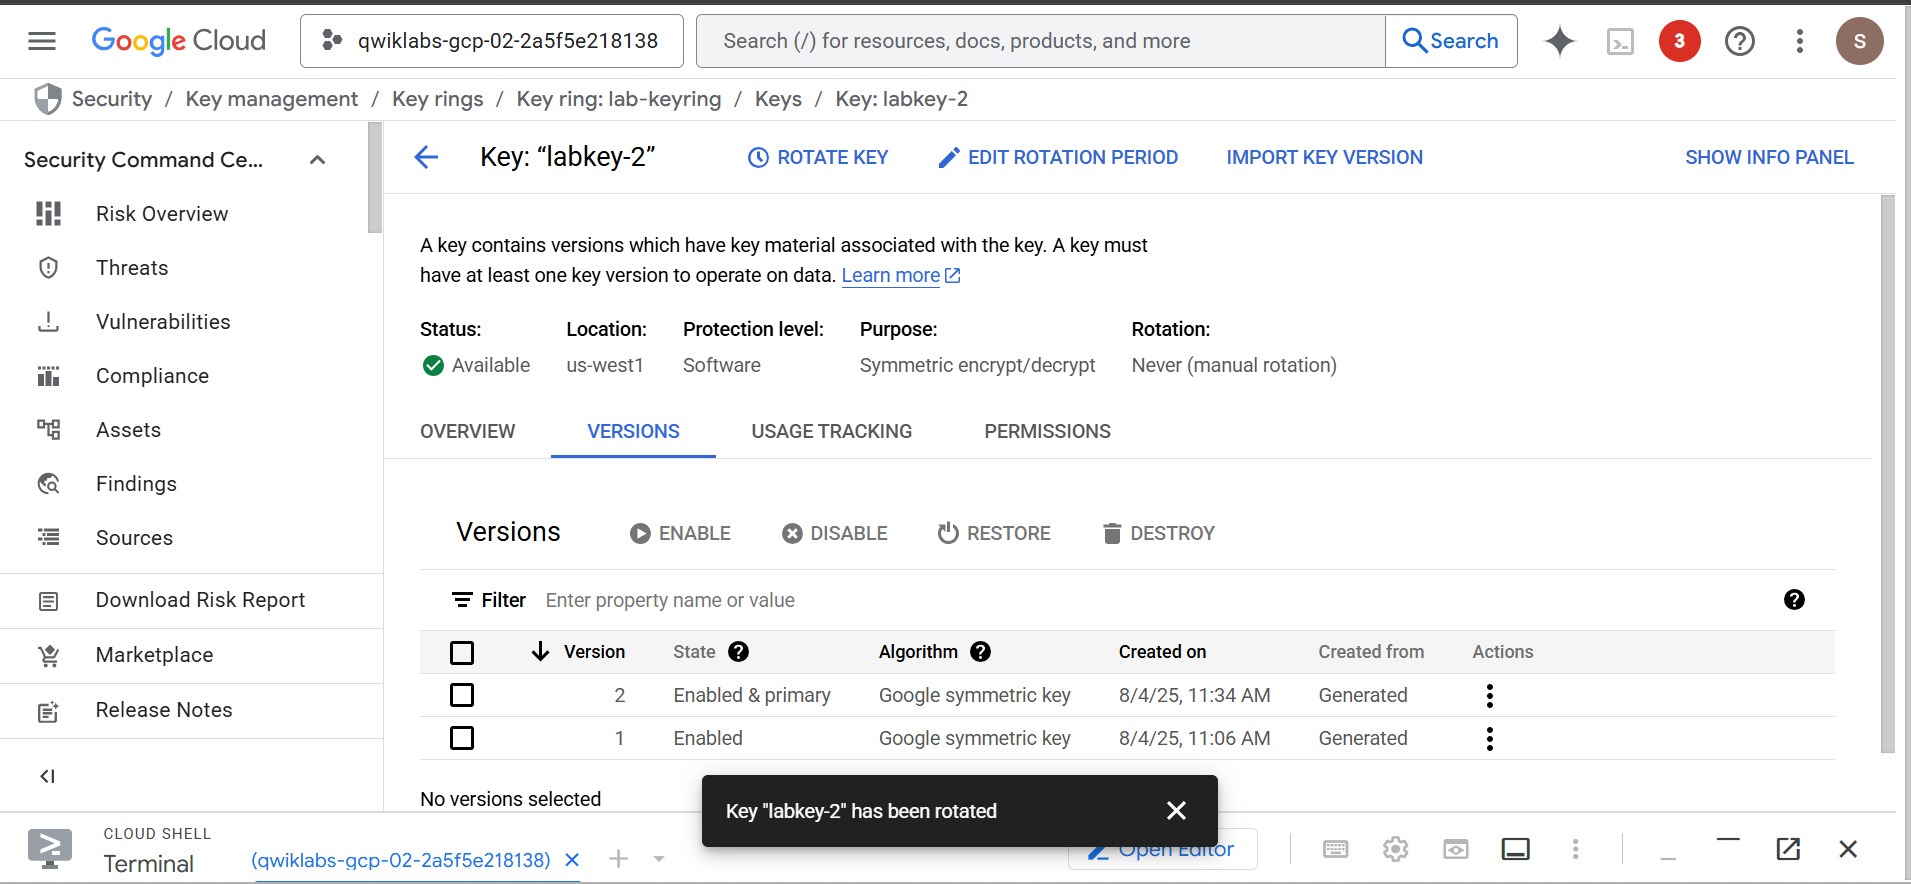 Google Cloud
qwiklabs-gcp-02-2a5f5e218138
Search (/) for resources, docs, products, and more
Search
3
S
Security / Key management / Key rings / Key ring: lab-keyring / Keys / Key: labkey-2
Security Command Ce...
Risk Overview
Threats
Vulnerabilities
Compliance
Assets
Findings
Sources
Download Risk Report
Marketplace
Release Notes
Key: “labkey-2”
ROTATE KEY
EDIT ROTATION PERIOD
IMPORT KEY VERSION
SHOW INFO PANEL
A key contains versions which have key material associated with the key. A key must
have at least one key version to operate on data. Learn more
Status: Location: Protection level: Purpose: Rotation:
Available us-west1 Software Symmetric encrypt/decrypt Never (manual rotation)
OVERVIEW VERSIONS USAGE TRACKING PERMISSIONS
Versions ENABLE DISABLE RESTORE DESTROY
Filter Enter property name or value
Version State Algorithm Created on Created from Actions
2 Enabled & primary Google symmetric key 8/4/25, 11:34 AM Generated
1 Enabled Google symmetric key 8/4/25, 11:06 AM Generated
No versions selected
Key "labkey-2" has been rotated
CLOUD SHELL
Terminal
(qwiklabs-gcp-02-2a5f5e218138)
Open Editor